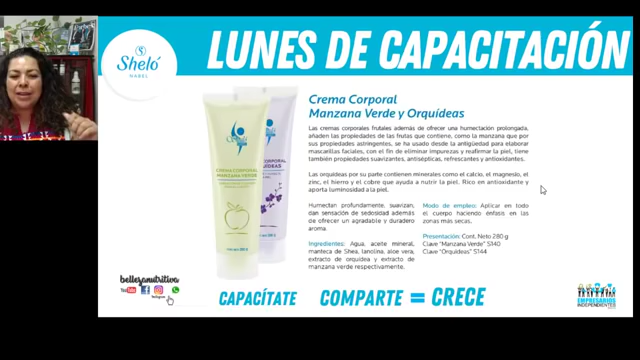 LUNES DE CAPACITACIÓN
S
Sheló
NABEL
Crema Corporal
Manzana Verde y Orquídeas
Las cremas corporales frutales además de ofrecer una humectación prolongada,
añaden las propiedades de las frutas que contiene, como la manzana que por
sus propiedades astringentes, se ha usado desde la antigüedad para elaborar
mascarillas faciales, con el fin de eliminar impurezas y reafirmar la piel, tiene
también propiedades suavizantes, antisépticas, refrescantes y antioxidantes.
Las orquídeas por su parte contienen minerales como el calcio, el magnesio, el
zinc, el hierro y el cobre que ayuda a nutrir la piel. Rico en antioxidante y
aporta luminosidad a la piel.
Humectan profundamente, suavizan,
dan sensación de sedosidad además
de ofrecer un agradable y duradero
aroma.
Ingredientes: Agua, aceite mineral,
manteca de Shea, lanolina, aloe vera,
extracto de orquídea y extracto de
manzana verde respectivamente.
Modo de empleo: Aplicar en todo
el cuerpo haciendo énfasis en las
zonas más secas.
Presentación: Cont. Neto 280 g
Clave "Manzana Verde" S140
Clave "Orquídeas" S144
Sheló
CREMA CORPORAL
MANZANA VERDE
CORPORAL
ORQUÍDEAS
bellezanutritiva
YouTube
Instagram
CAPACÍTATE COMPARTE = CRECE
EMPRESARIOS
INDEPENDIENTES